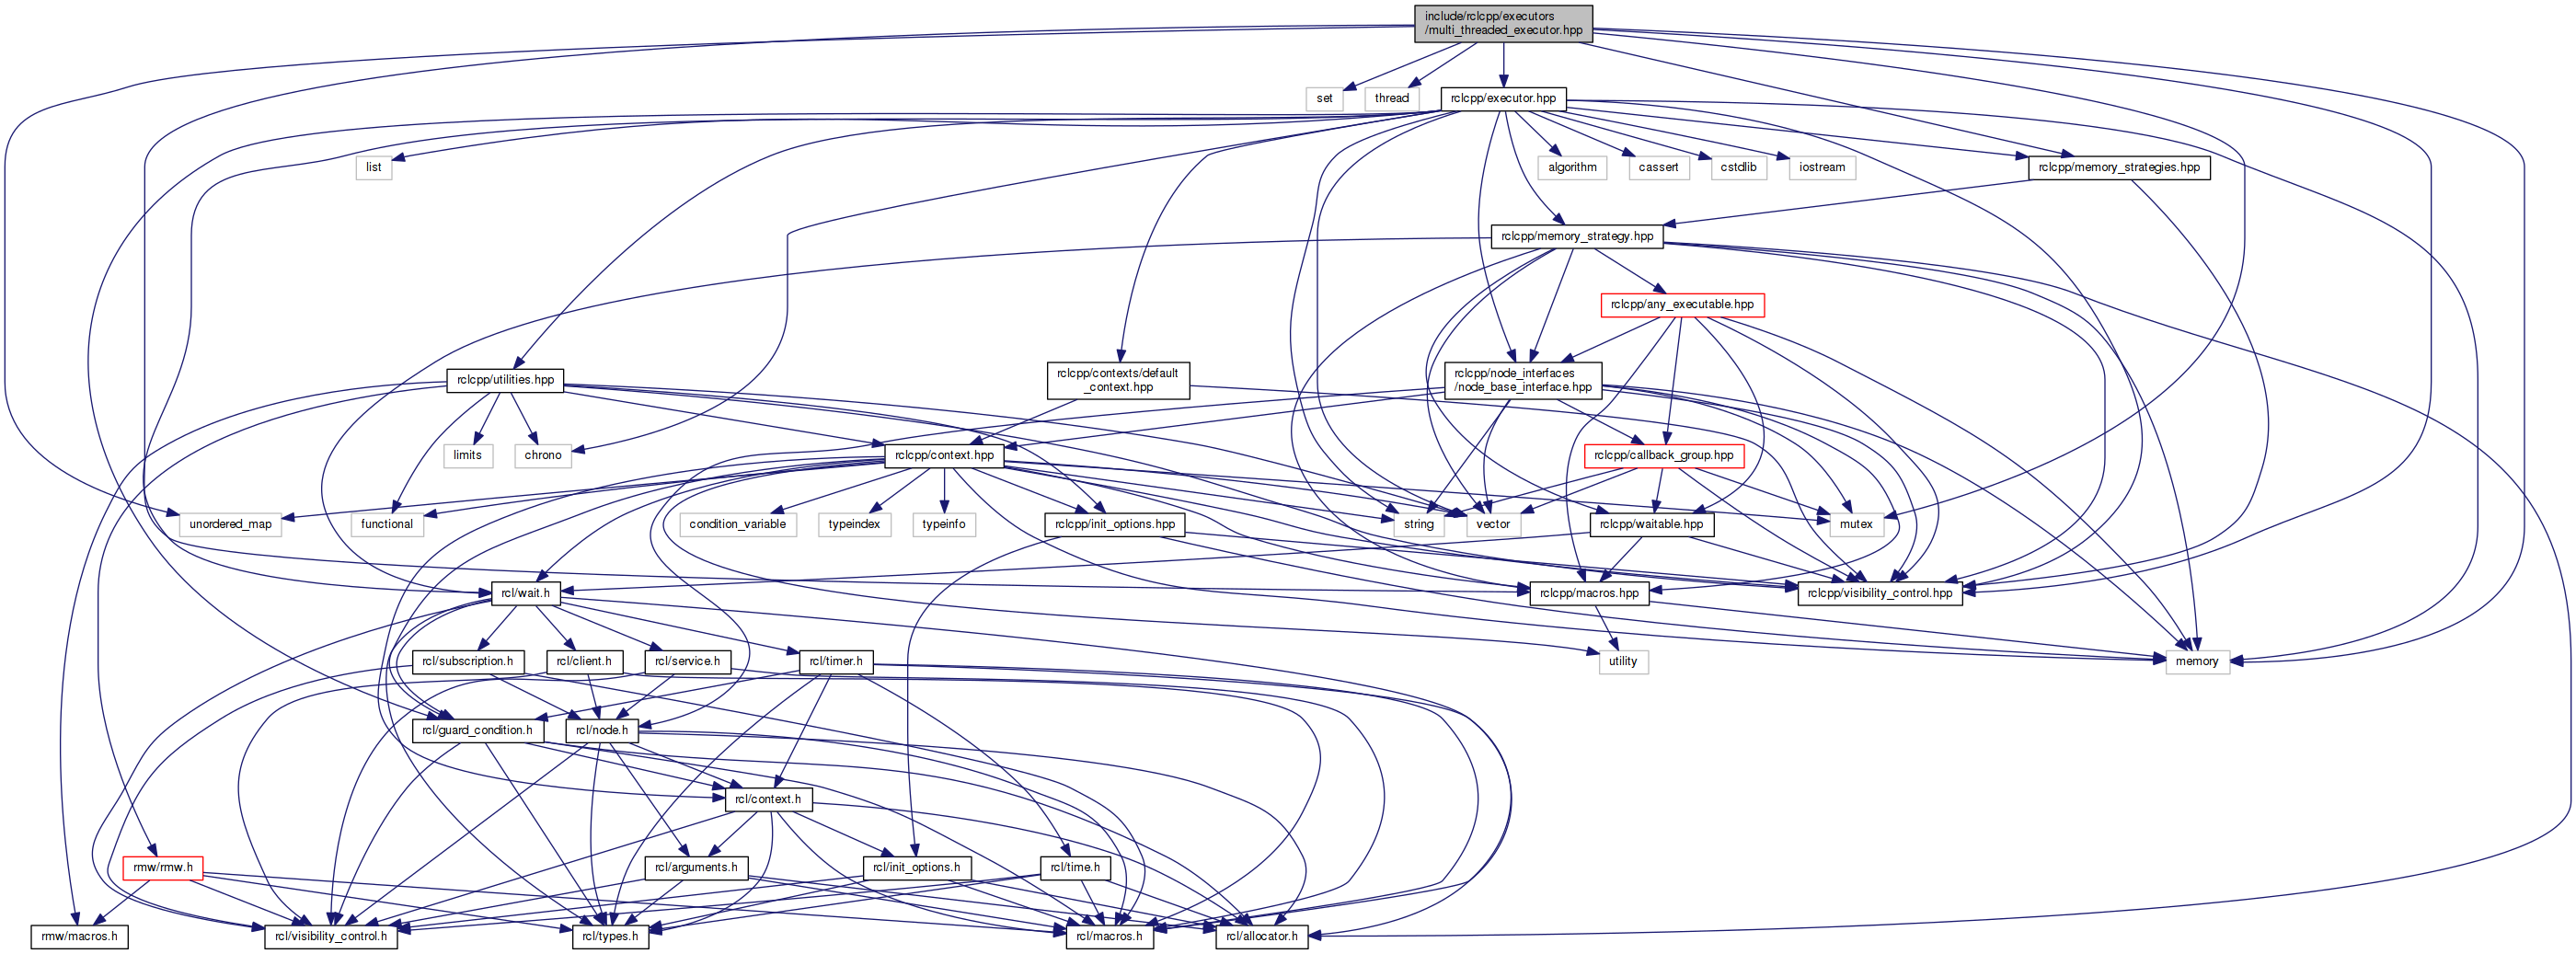 include/rclcpp/executors
/multi_threaded_executor.hpp
set
thread
rclcpp/executor.hpp
list
algorithm
cassert
cstdlib
iostream
rclcpp/memory_strategies.hpp
rclcpp/memory_strategy.hpp
rclcpp/any_executable.hpp
rclcpp/utilities.hpp
rclcpp/contexts/default
_context.hpp
rclcpp/node_interfaces
/node_base_interface.hpp
limits
chrono
rclcpp/context.hpp
rclcpp/callback_group.hpp
unordered_map
functional
condition_variable
typeindex
typeinfo
rclcpp/init_options.hpp
string
vector
rclcpp/waitable.hpp
mutex
rcl/wait.h
rclcpp/macros.hpp
rclcpp/visibility_control.hpp
rcl/subscription.h
rcl/client.h
rcl/service.h
rcl/timer.h
utility
memory
rcl/guard_condition.h
rcl/node.h
rcl/context.h
rmw/rmw.h
rcl/arguments.h
rcl/init_options.h
rcl/time.h
rmw/macros.h
rcl/visibility_control.h
rcl/types.h
rcl/macros.h
rcl/allocator.h